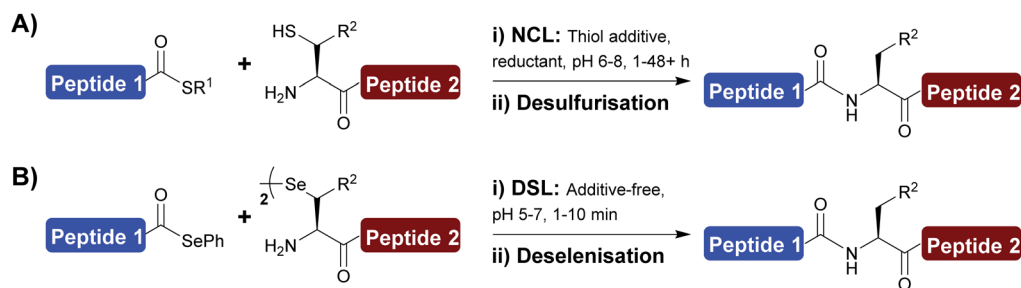 A)
Peptide 1
O
SR1
+
HS
R2
H2N
O
Peptide 2
i) NCL: Thiol additive,
reductant, pH 6-8, 1-48+ h
ii) Desulfurisation
Peptide 1
O
N
H
R2
O
Peptide 2
B)
Peptide 1
O
SePh
+
2
Se
R2
H2N
O
Peptide 2
i) DSL: Additive-free,
pH 5-7, 1-10 min
ii) Deselenisation
Peptide 1
O
N
H
R2
O
Peptide 2